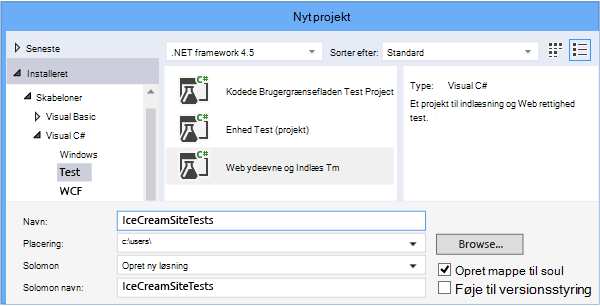 Nyt projekt
Seneste
.NET framework 4.5
Sorter efter:
Standard
Installeret
Skabeloner
Visual Basic
Visual C#
Windows
Test
WCF
C#
Kodede Brugergrænsefladen Test Project
C#
Enhed Test (projekt)
C#
Web ydeevne og Indlæs Tm
Type: Visual C#
Et projekt til indlæsning og Web rettighed
test.
Navn:
IceCreamSiteTests
Placering:
c:\users\
Browse...
Solomon
Opret ny løsning
Opret mappe til soul
Solomon navn:
IceCreamSiteTests
Føje til versionsstyring